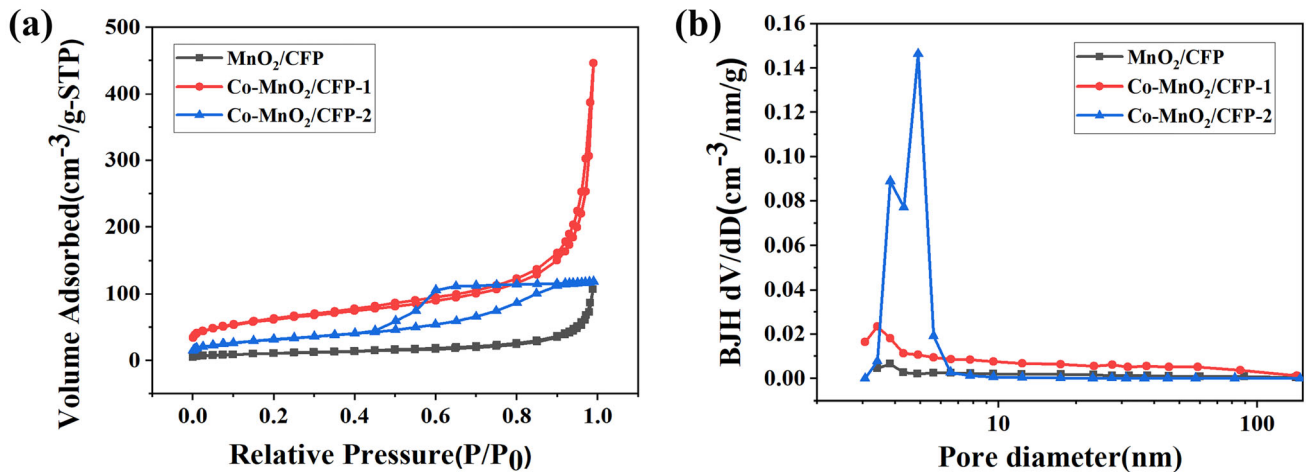 (a)
500
400
300
200
100
0
0.0 0.2 0.4 0.6 0.8 1.0
Volume Adsorbed(cm⁻³/g-STP)
Relative Pressure(P/P₀)
MnO₂/CFP
Co-MnO₂/CFP-1
Co-MnO₂/CFP-2
(b)
0.16
0.14
0.12
0.10
0.08
0.06
0.04
0.02
0.00
10 100
BJH dV/dD(cm⁻³/nm/g)
Pore diameter(nm)
MnO₂/CFP
Co-MnO₂/CFP-1
Co-MnO₂/CFP-2